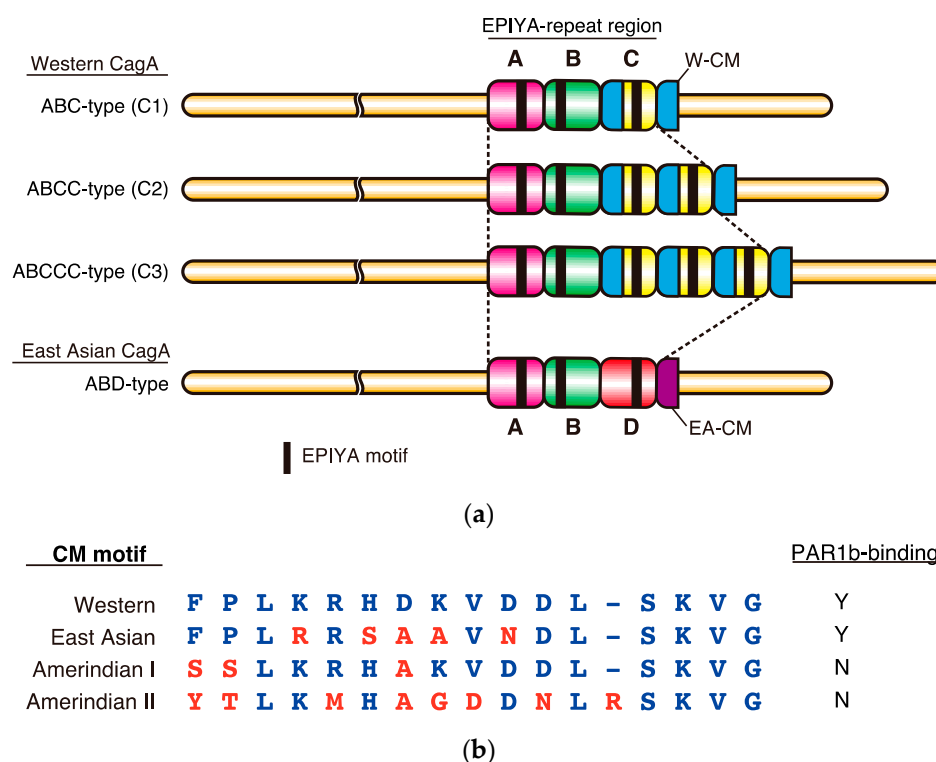 EPIYA-repeat region
Western CagA
A B C
W-CM
ABC-type (C1)
ABCC-type (C2)
ABCCC-type (C3)
East Asian CagA
ABD-type
A B D
EA-CM
EPIYA motif
(a)
CM motif PAR1b-binding
Western F P L K R H D K V D D L – S K V G Y
East Asian F P L R R S A A V N D L – S K V G Y
Amerindian I S S L K R H A K V D D L – S K V G N
Amerindian II Y T L K M H A G D D N L R S K V G N
(b)